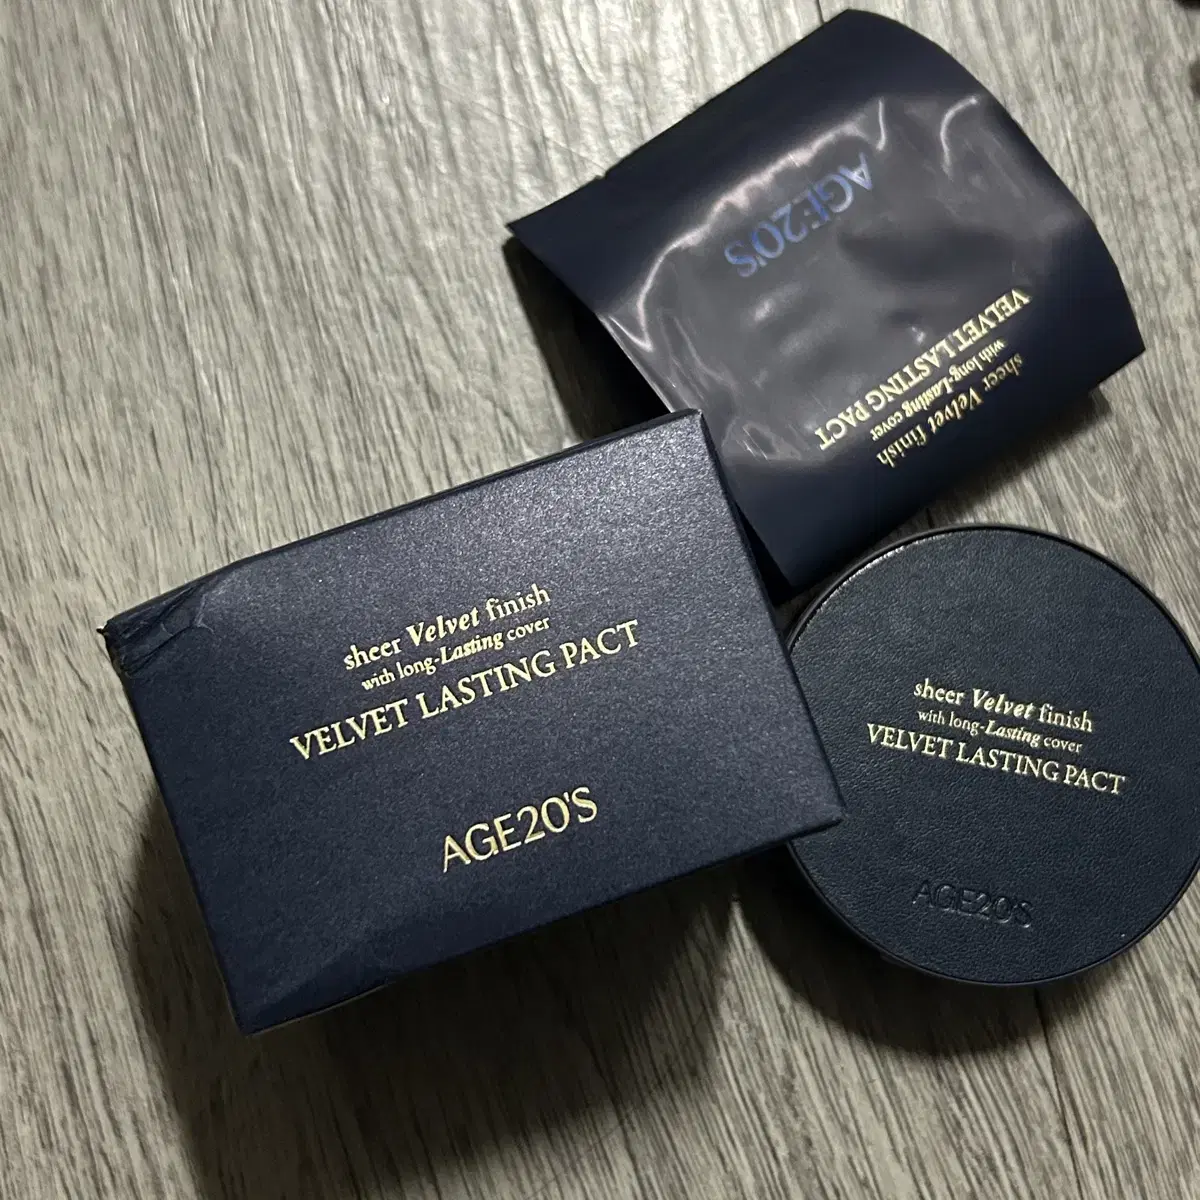 AGE20'S
VELVET LASTING PACT
with long-Lasting cover
sheer Velvet finish
sheer Velvet finish
with long-Lasting cover
VELVET LASTING PACT
AGE20'S
sheer Velvet finish
with long-Lasting cover
VELVET LASTING PACT
AGE20'S